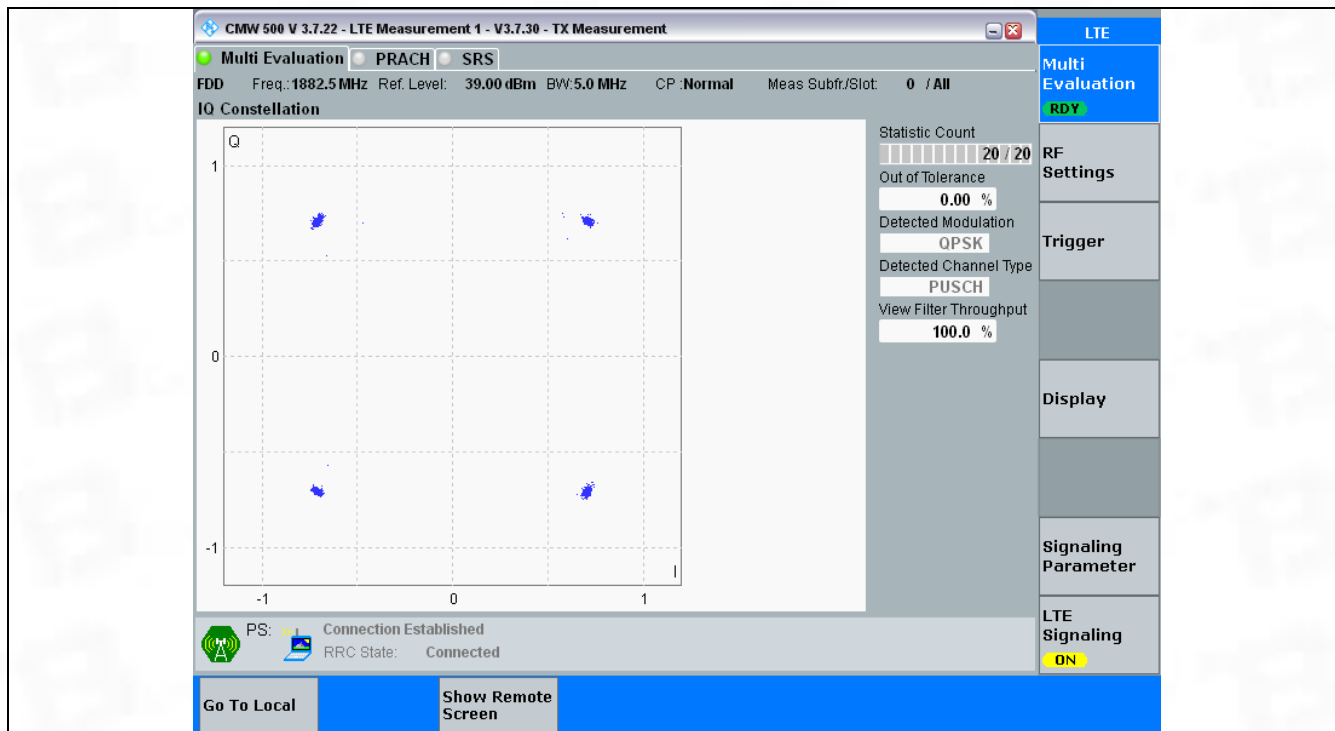 CMW 500 V 3.7.22 - LTE Measurement 1 - V3.7.30 - TX Measurement
LTE
Multi Evaluation PRACH SRS
FDD Freq.:1882.5 MHz Ref. Level: 39.00 dBm BW:5.0 MHz CP :Normal Meas Subfr./Slot: 0 / All
IQ Constellation
Q
1
0
-1
I
-1 0 1
Statistic Count
20 / 20
Out of Tolerance
0.00 %
Detected Modulation
QPSK
Detected Channel Type
PUSCH
View Filter Throughput
100.0 %
Multi
Evaluation
RDY
RF
Settings
Trigger
Display
Signaling
Parameter
LTE
Signaling
ON
PS: Connection Established
RRC State: Connected
Go To Local
Show Remote
Screen